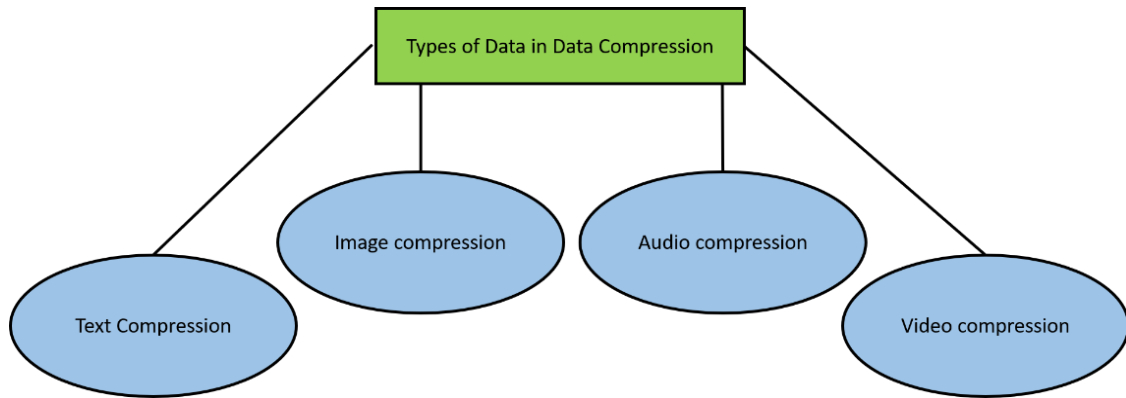 Types of Data in Data Compression
Image compression
Audio compression
Text Compression
Video compression